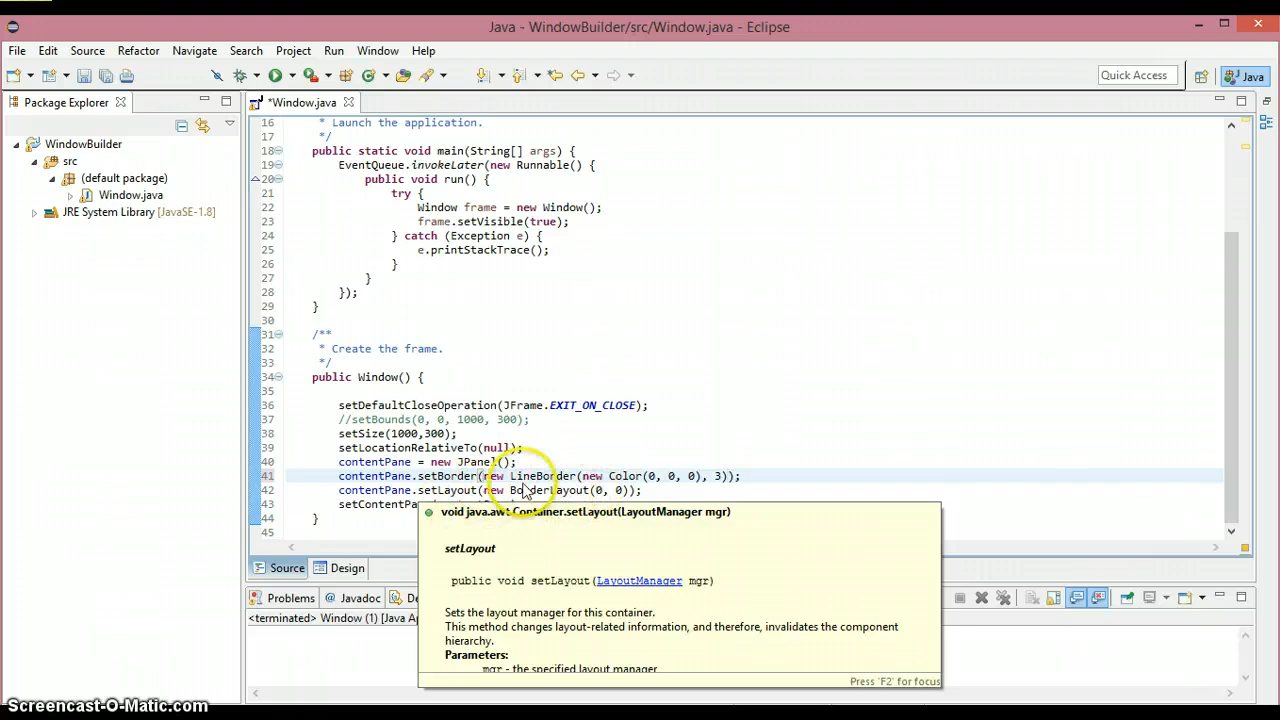 Java - WindowBuilder/src/Window.java - Eclipse
File Edit Source Refactor Navigate Search Project Run Window Help
Quick Access
Java
Package Explorer
*Window.java
WindowBuilder
src
(default package)
Window.java
JRE System Library [JavaSE-1.8]
16 * Launch the application.
17 */
18 public static void main(String[] args) {
19 EventQueue.invokeLater(new Runnable() {
20 public void run() {
21 try {
22 Window frame = new Window();
23 frame.setVisible(true);
24 } catch (Exception e) {
25 e.printStackTrace();
26 }
27 }
28 });
29 }
30
31 /**
32 * Create the frame.
33 */
34 public Window() {
35
36 setDefaultCloseOperation(JFrame.EXIT_ON_CLOSE);
37 //setBounds(0, 0, 1000, 300);
38 setSize(1000,300);
39 setLocationRelativeTo(null);
40 contentPane = new JPanel();
41 contentPane.setBorder(new LineBorder(new Color(0, 0, 0), 3));
42 contentPane.setLayout(new BorderLayout(0, 0));
43 setContentPa
44 }
45
void java.awt.Container.setLayout(LayoutManager mgr)
setLayout
public void setLayout(LayoutManager mgr)
Sets the layout manager for this container.
This method changes layout-related information, and therefore, invalidates the component
hierarchy.
Parameters:
mgr - the specified layout manager
Press 'F2' for focus
Source Design
Problems @ Javadoc De
<terminated> Window (1) [Java Ap
Screencast-O-Matic.com